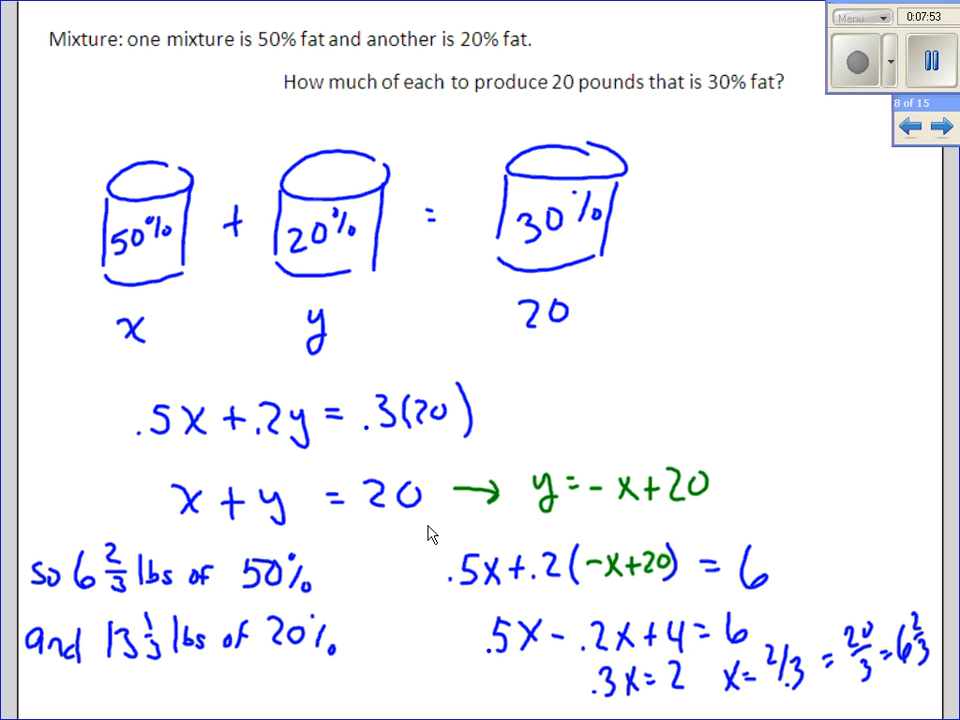 Menu
0:07:53
8 of 15
Mixture: one mixture is 50% fat and another is 20% fat.
How much of each to produce 20 pounds that is 30% fat?
50% + 20% = 30%
x y 20
.5x + .2y = .3(20)
x + y = 20 → y = -x+20
.5x+.2(-x+20) = 6
.5x - .2x+4 = 6
.3x = 2 x = 2/.3 = 20/3 = 6 2/3
so 6 2/3 lbs of 50%
and 13 1/3 lbs of 20%.